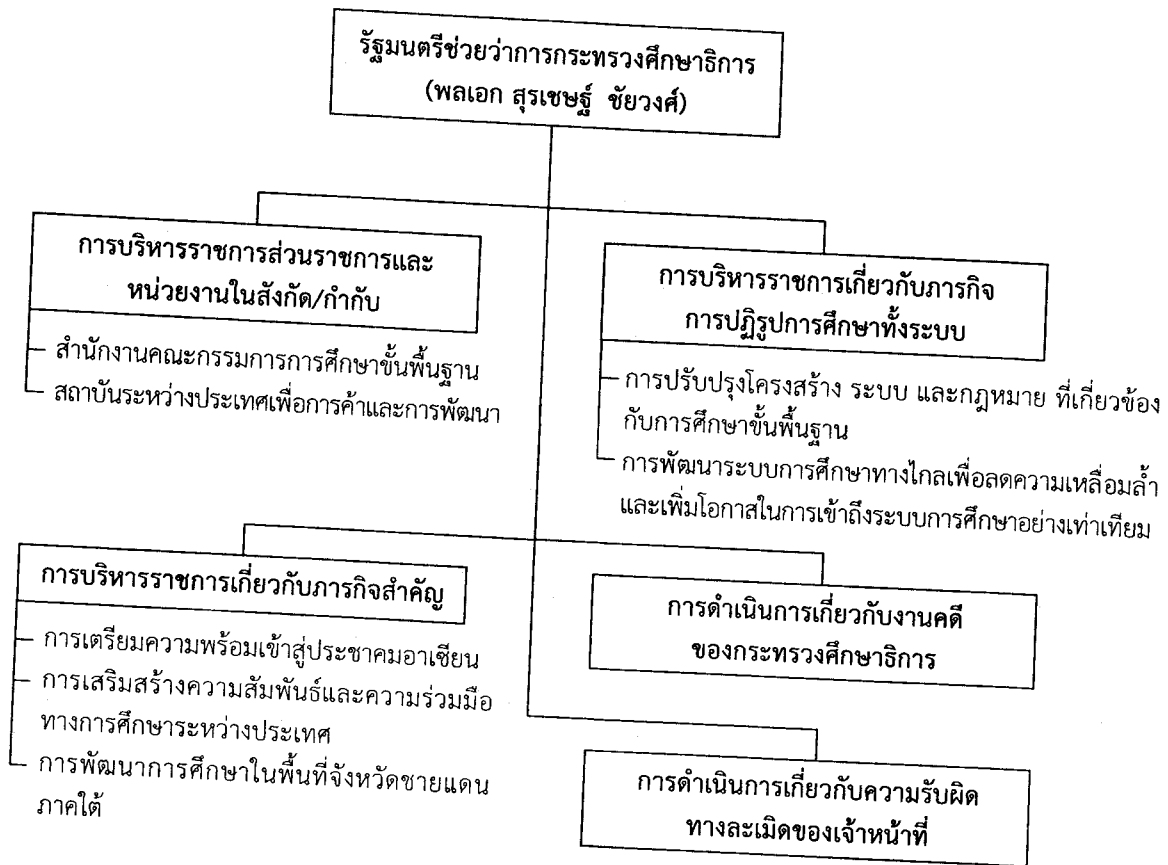 รัฐมนตรีช่วยว่าการกระทรวงศึกษาธิการ
(พลเอก สุรเชษฐ์ ชัยวงศ์)
การบริหารราชการส่วนราชการและ
หน่วยงานในสังกัด/กำกับ
สำนักงานคณะกรรมการการศึกษาขั้นพื้นฐาน
สถาบันระหว่างประเทศเพื่อการค้าและการพัฒนา
การบริหารราชการเกี่ยวกับภารกิจ
การปฏิรูปการศึกษาทั้งระบบ
การปรับปรุงโครงสร้าง ระบบ และกฎหมาย ที่เกี่ยวข้อง
กับการศึกษาขั้นพื้นฐาน
การพัฒนาระบบการศึกษาทางไกลเพื่อลดความเหลื่อมล้ำ
และเพิ่มโอกาสในการเข้าถึงระบบการศึกษาอย่างเท่าเทียม
การบริหารราชการเกี่ยวกับภารกิจสำคัญ
การเตรียมความพร้อมเข้าสู่ประชาคมอาเซียน
การเสริมสร้างความสัมพันธ์และความร่วมมือ
ทางการศึกษาระหว่างประเทศ
การพัฒนาการศึกษาในพื้นที่จังหวัดชายแดน
ภาคใต้
การดำเนินการเกี่ยวกับงานคดี
ของกระทรวงศึกษาธิการ
การดำเนินการเกี่ยวกับความรับผิด
ทางละเมิดของเจ้าหน้าที่